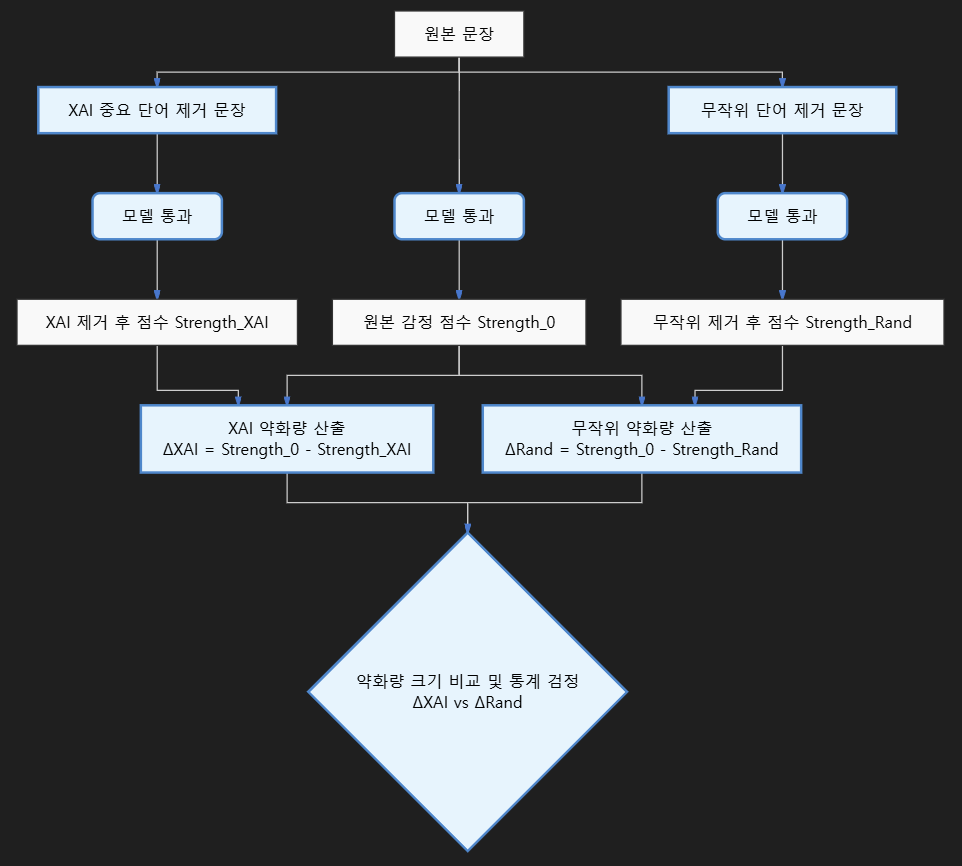 원본 문장
XAI 중요 단어 제거 문장
무작위 단어 제거 문장
모델 통과
모델 통과
모델 통과
XAI 제거 후 점수 Strength_XAI
원본 감정 점수 Strength_0
무작위 제거 후 점수 Strength_Rand
XAI 약화량 산출
ΔXAI = Strength_0 - Strength_XAI
무작위 약화량 산출
ΔRand = Strength_0 - Strength_Rand
약화량 크기 비교 및 통계 검정
ΔXAI vs ΔRand